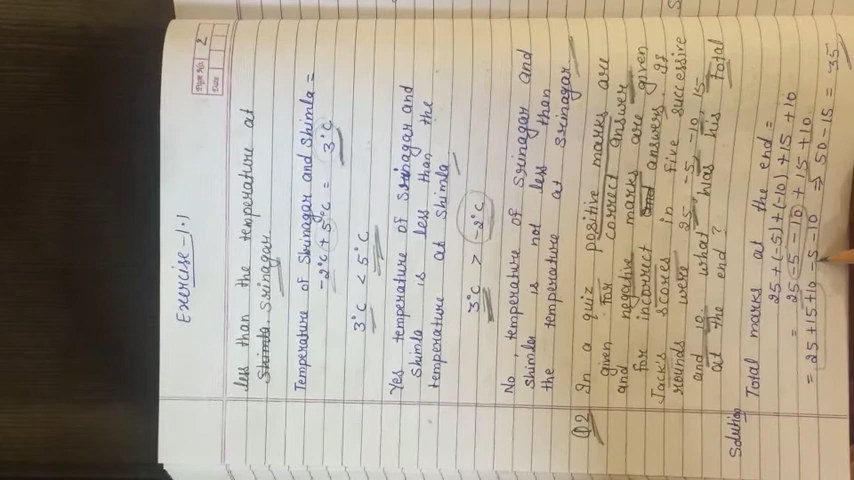 Exercise - 1.1
Page No. 2
Date
less than the temperature at
Shimla. Srinagar.
Temperature of Srinagar and Shimla =
-2°C + 5°C = 3°C
3°C < 5°C
Yes temperature of Srinagar and
Shimla is less than the
temperature at Shimla
3°C > -2°C
No, temperature of Srinagar and
Shimla is not less than
the temperature at Srinagar
Q2 In a quiz positive marks are
given for correct answer
and negative marks are given
for incorrect and answers. If
Jack's scores in five successive
rounds were 25, -5, -10, 15
and 10, what was his total
at the end?
Solution
Total marks at the end =
25 + (-5) + (-10) + 15 + 10
= 25 - 5 - 10 + 15 + 10
= 25 + 15 + 10 - 5 - 10 ⇒ 50 - 15 = 35